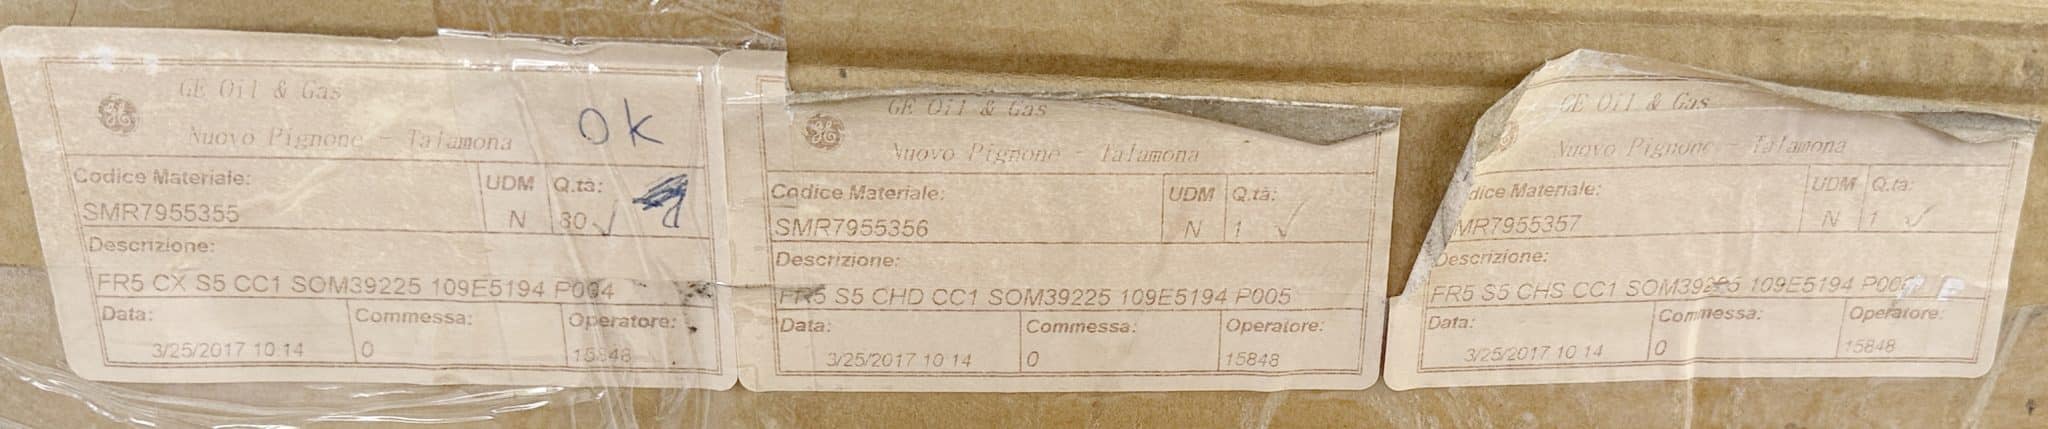 GE Oil & Gas
Nuovo Pignone - Talamona
ok
Codice Materiale:
UDM
Q.tà:
SMR7955355
N
80
Descrizione:
FR5 CX S5 CC1 SOM39225 109E5194 P004
Data:
Commessa:
Operatore:
3/25/2017 10 14
0
15848
GE Oil & Gas
Nuovo Pignone - Talamona
Codice Materiale:
UDM
Q.tà:
SMR7955356
N
1
Descrizione:
FR5 S5 CHD CC1 SOM39225 109E5194 P005
Data:
Commessa:
Operatore:
3/25/2017 10 14
0
15848
GE Oil & Gas
Nuovo Pignone - Talamona
dice Materiale:
UDM
Q.tà:
MR7955357
N
1
Descrizione:
FR5 S5 CHS CC1 SOM39225 109E5194
Data:
Commessa:
Operatore:
3/25/2017 10 14
0
15848